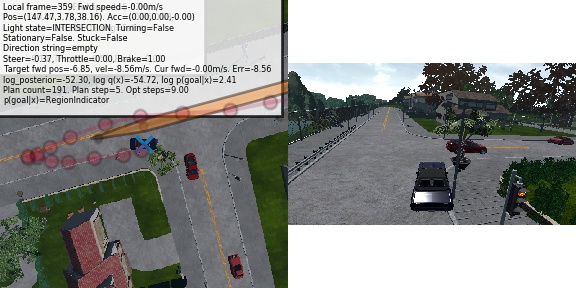 Local frame=359. Fwd speed=-0.00m/s
Pos=(147.47,3.78,38.16). Acc=(0.00,0.00,-0.00)
Light state=INTERSECTION. Turning=False
Stationary=False. Stuck=False
Direction string=empty
Steer=-0.37, Throttle=0.00, Brake=1.00
Target fwd pos=-6.85, vel=-8.56m/s. Cur fwd=-0.00m/s. Err=-8.56
log_posterior=-52.30, log q(x)=-54.72, log p(goal|x)=2.41
Plan count=191. Plan step=5. Opt steps=9.00
p(goal|x)=RegionIndicator